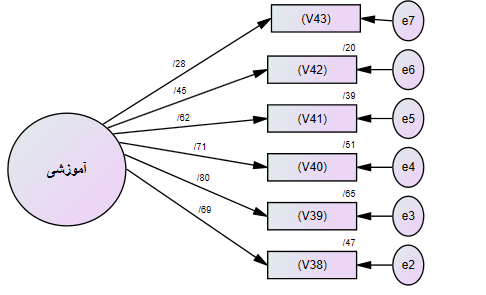 (V43)
e7
/28
/20
(V42)
e6
/45
/39
(V41)
e5
/62
/51
(V40)
e4
/71
آموزشی
/65
(V39)
e3
/80
/47
(V38)
e2
/69